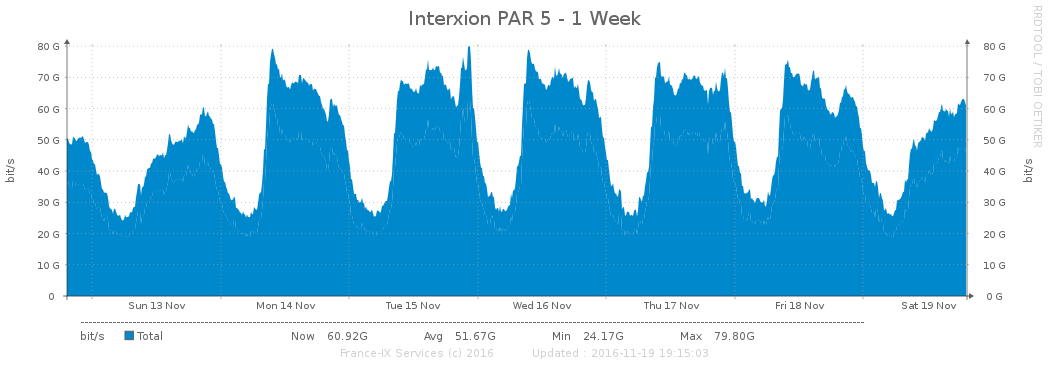 Interxion PAR 5 - 1 Week
RRDTOOL / TOBI OETIKER
80 G 80 G
70 G 70 G
60 G 60 G
50 G 50 G
40 G 40 G
30 G 30 G
20 G 20 G
10 G 10 G
0 0 G
bit/s bit/s
Sun 13 Nov Mon 14 Nov Tue 15 Nov Wed 16 Nov Thu 17 Nov Fri 18 Nov Sat 19 Nov
bit/s Total Now 60.92G Avg 51.67G Min 24.17G Max 79.80G
France-IX Services (c) 2016 Updated : 2016-11-19 19:15:03